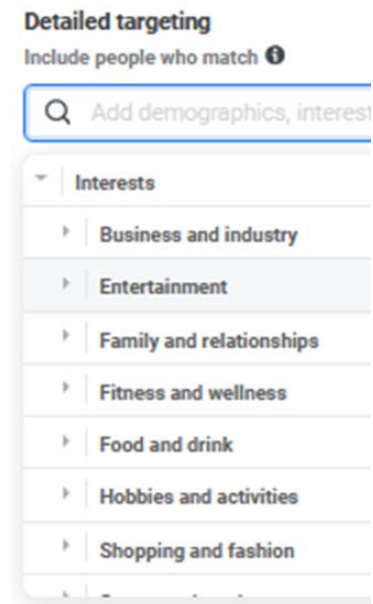 Detailed targeting
Include people who match
Add demographics, interest
Interests
Business and industry
Entertainment
Family and relationships
Fitness and wellness
Food and drink
Hobbies and activities
Shopping and fashion